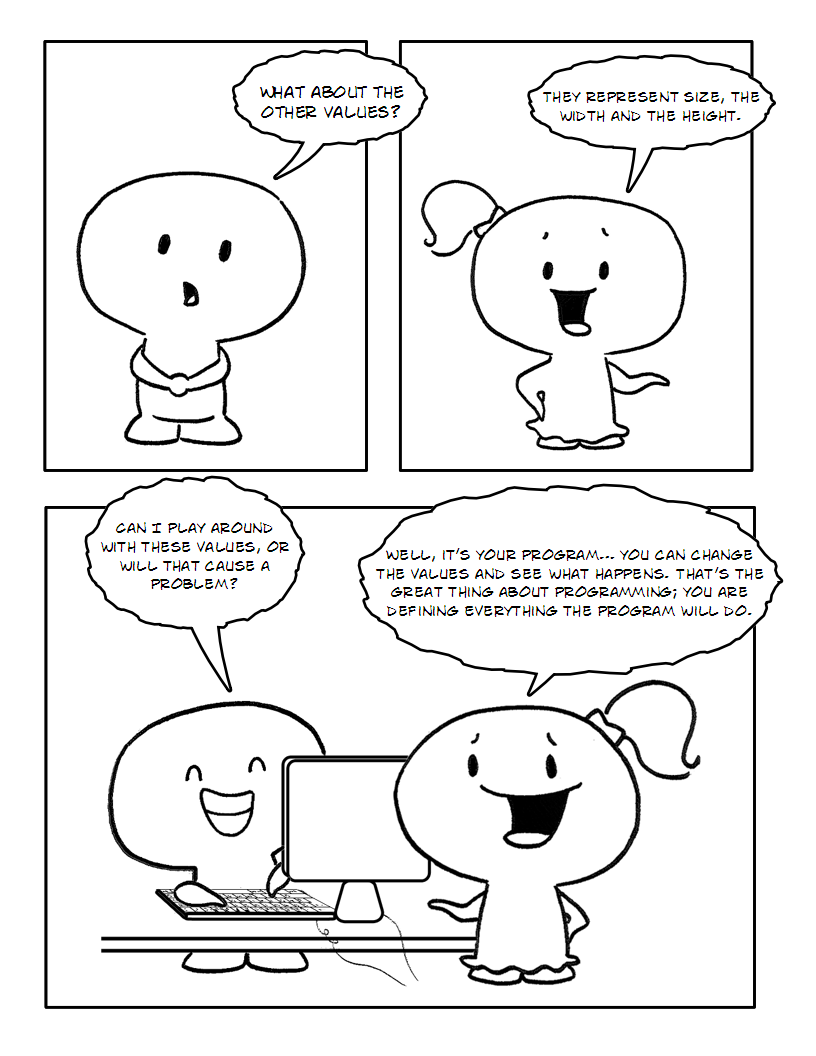 WHAT ABOUT THE
OTHER VALUES?
THEY REPRESENT SIZE, THE
WIDTH AND THE HEIGHT.
CAN I PLAY AROUND
WITH THESE VALUES, OR
WILL THAT CAUSE A
PROBLEM?
WELL, IT'S YOUR PROGRAM... YOU CAN CHANGE
THE VALUES AND SEE WHAT HAPPENS. THAT'S THE
GREAT THING ABOUT PROGRAMMING; YOU ARE
DEFINING EVERYTHING THE PROGRAM WILL DO.